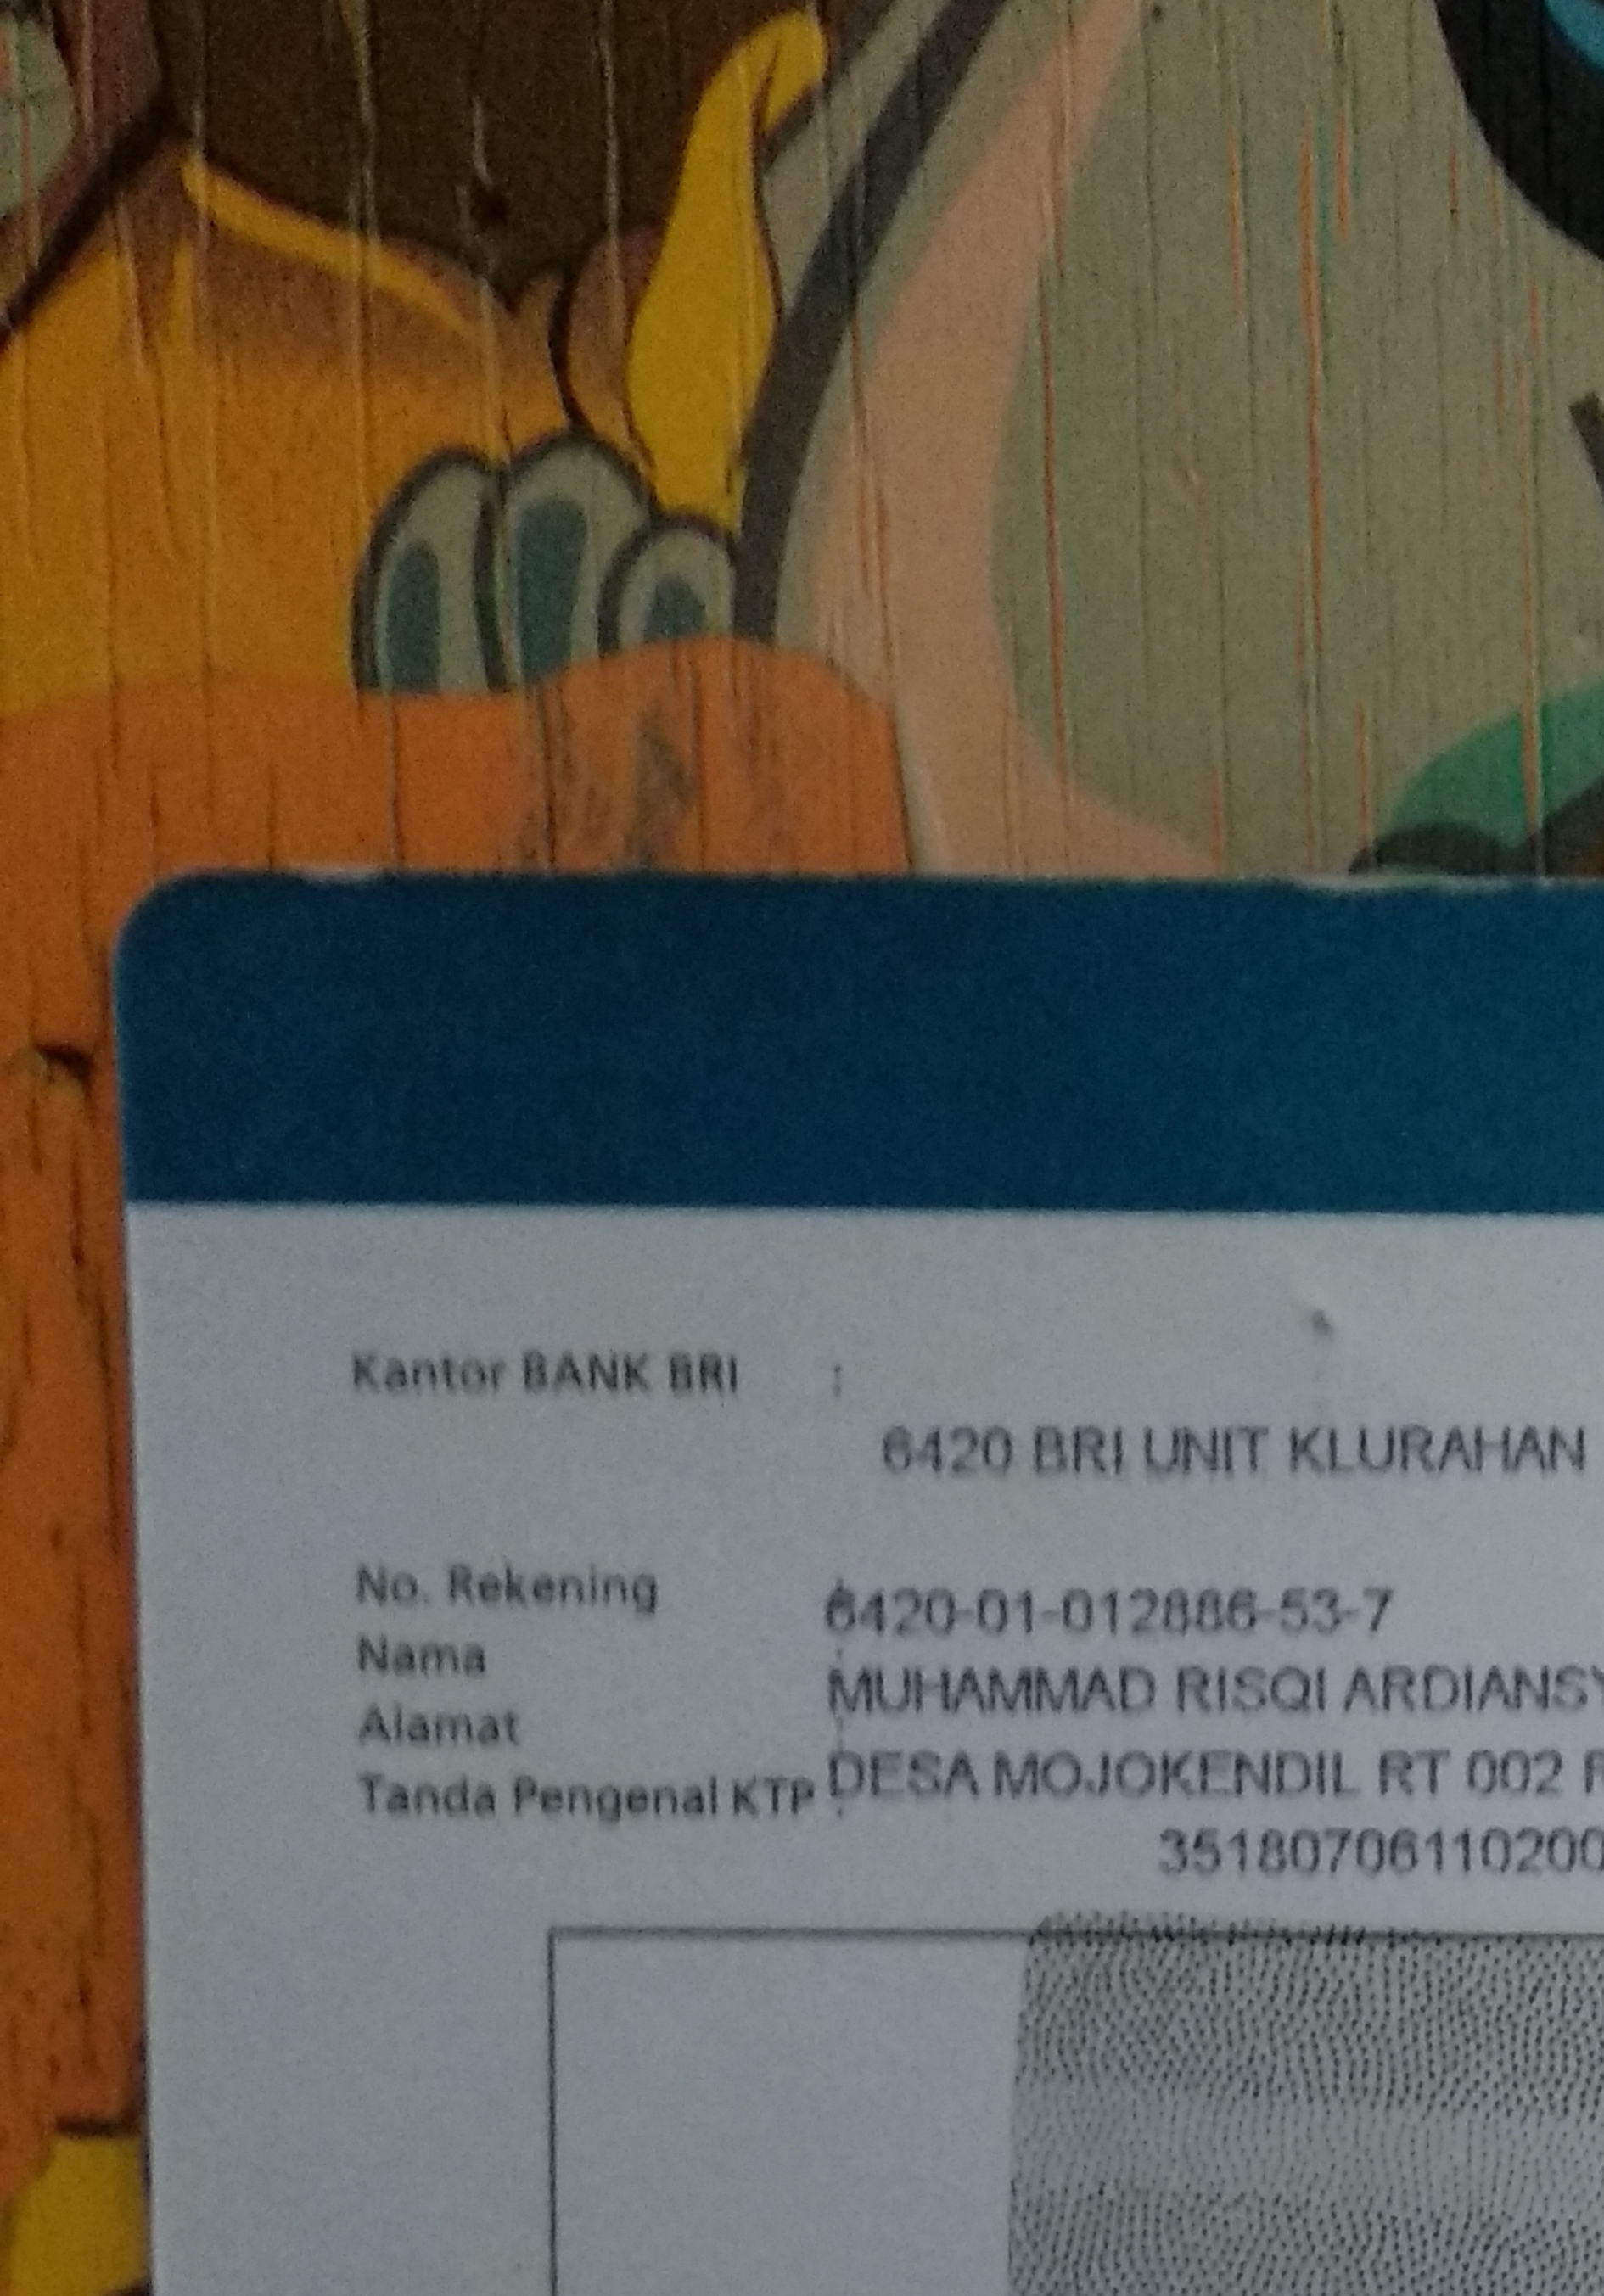 Kantor BANK BRI :
6420 BRI UNIT KLURAHAN
No. Rekening 6420-01-012886-53-7
Nama MUHAMMAD RISQI ARDIANSY
Alamat DESA MOJOKENDIL RT 002 R
Tanda Pengenal KTP : 35180706110200